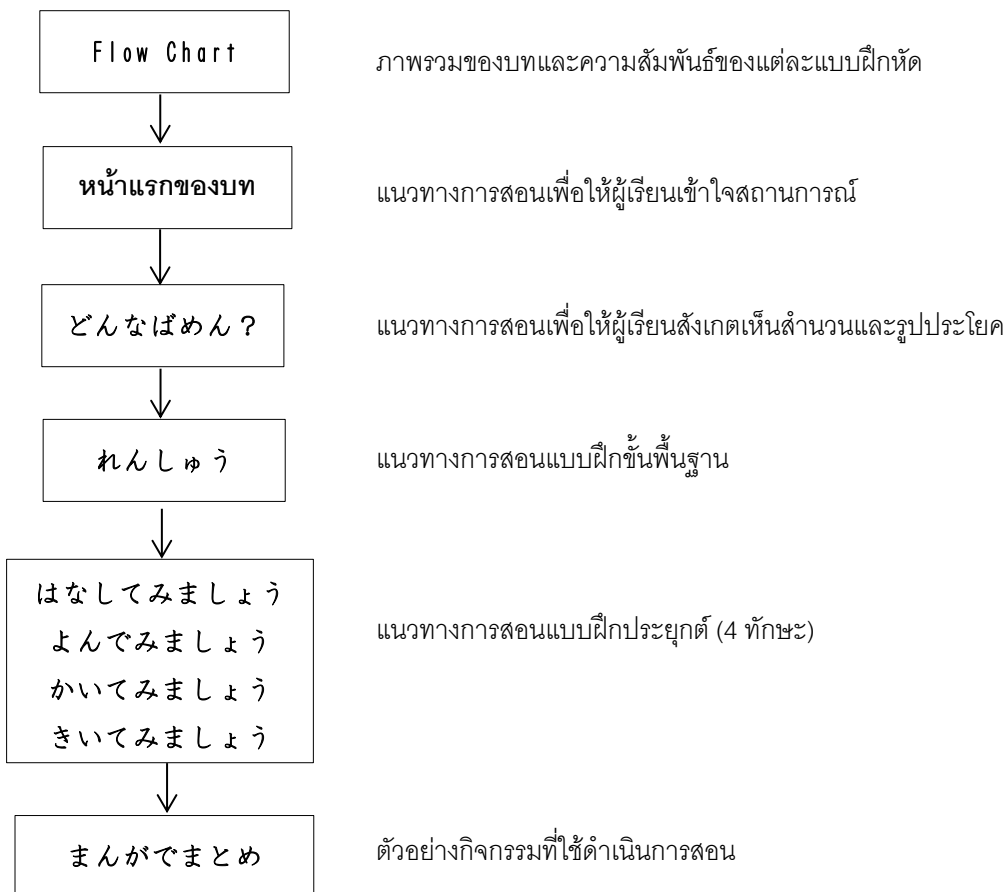 Flow Chart
ภาพรวมของบทและความสัมพันธ์ของแต่ละแบบฝึกหัด
หน้าแรกของบท
แนวทางการสอนเพื่อให้ผู้เรียนเข้าใจสถานการณ์
どんなばめん？
แนวทางการสอนเพื่อให้ผู้เรียนสังเกตเห็นสำนวนและรูปประโยค
れんしゅう
แนวทางการสอนแบบฝึกขั้นพื้นฐาน
はなしてみましょう
よんでみましょう
かいてみましょう
きいてみましょう
แนวทางการสอนแบบฝึกประยุกต์ (4 ทักษะ)
まんがでまとめ
ตัวอย่างกิจกรรมที่ใช้ดำเนินการสอน